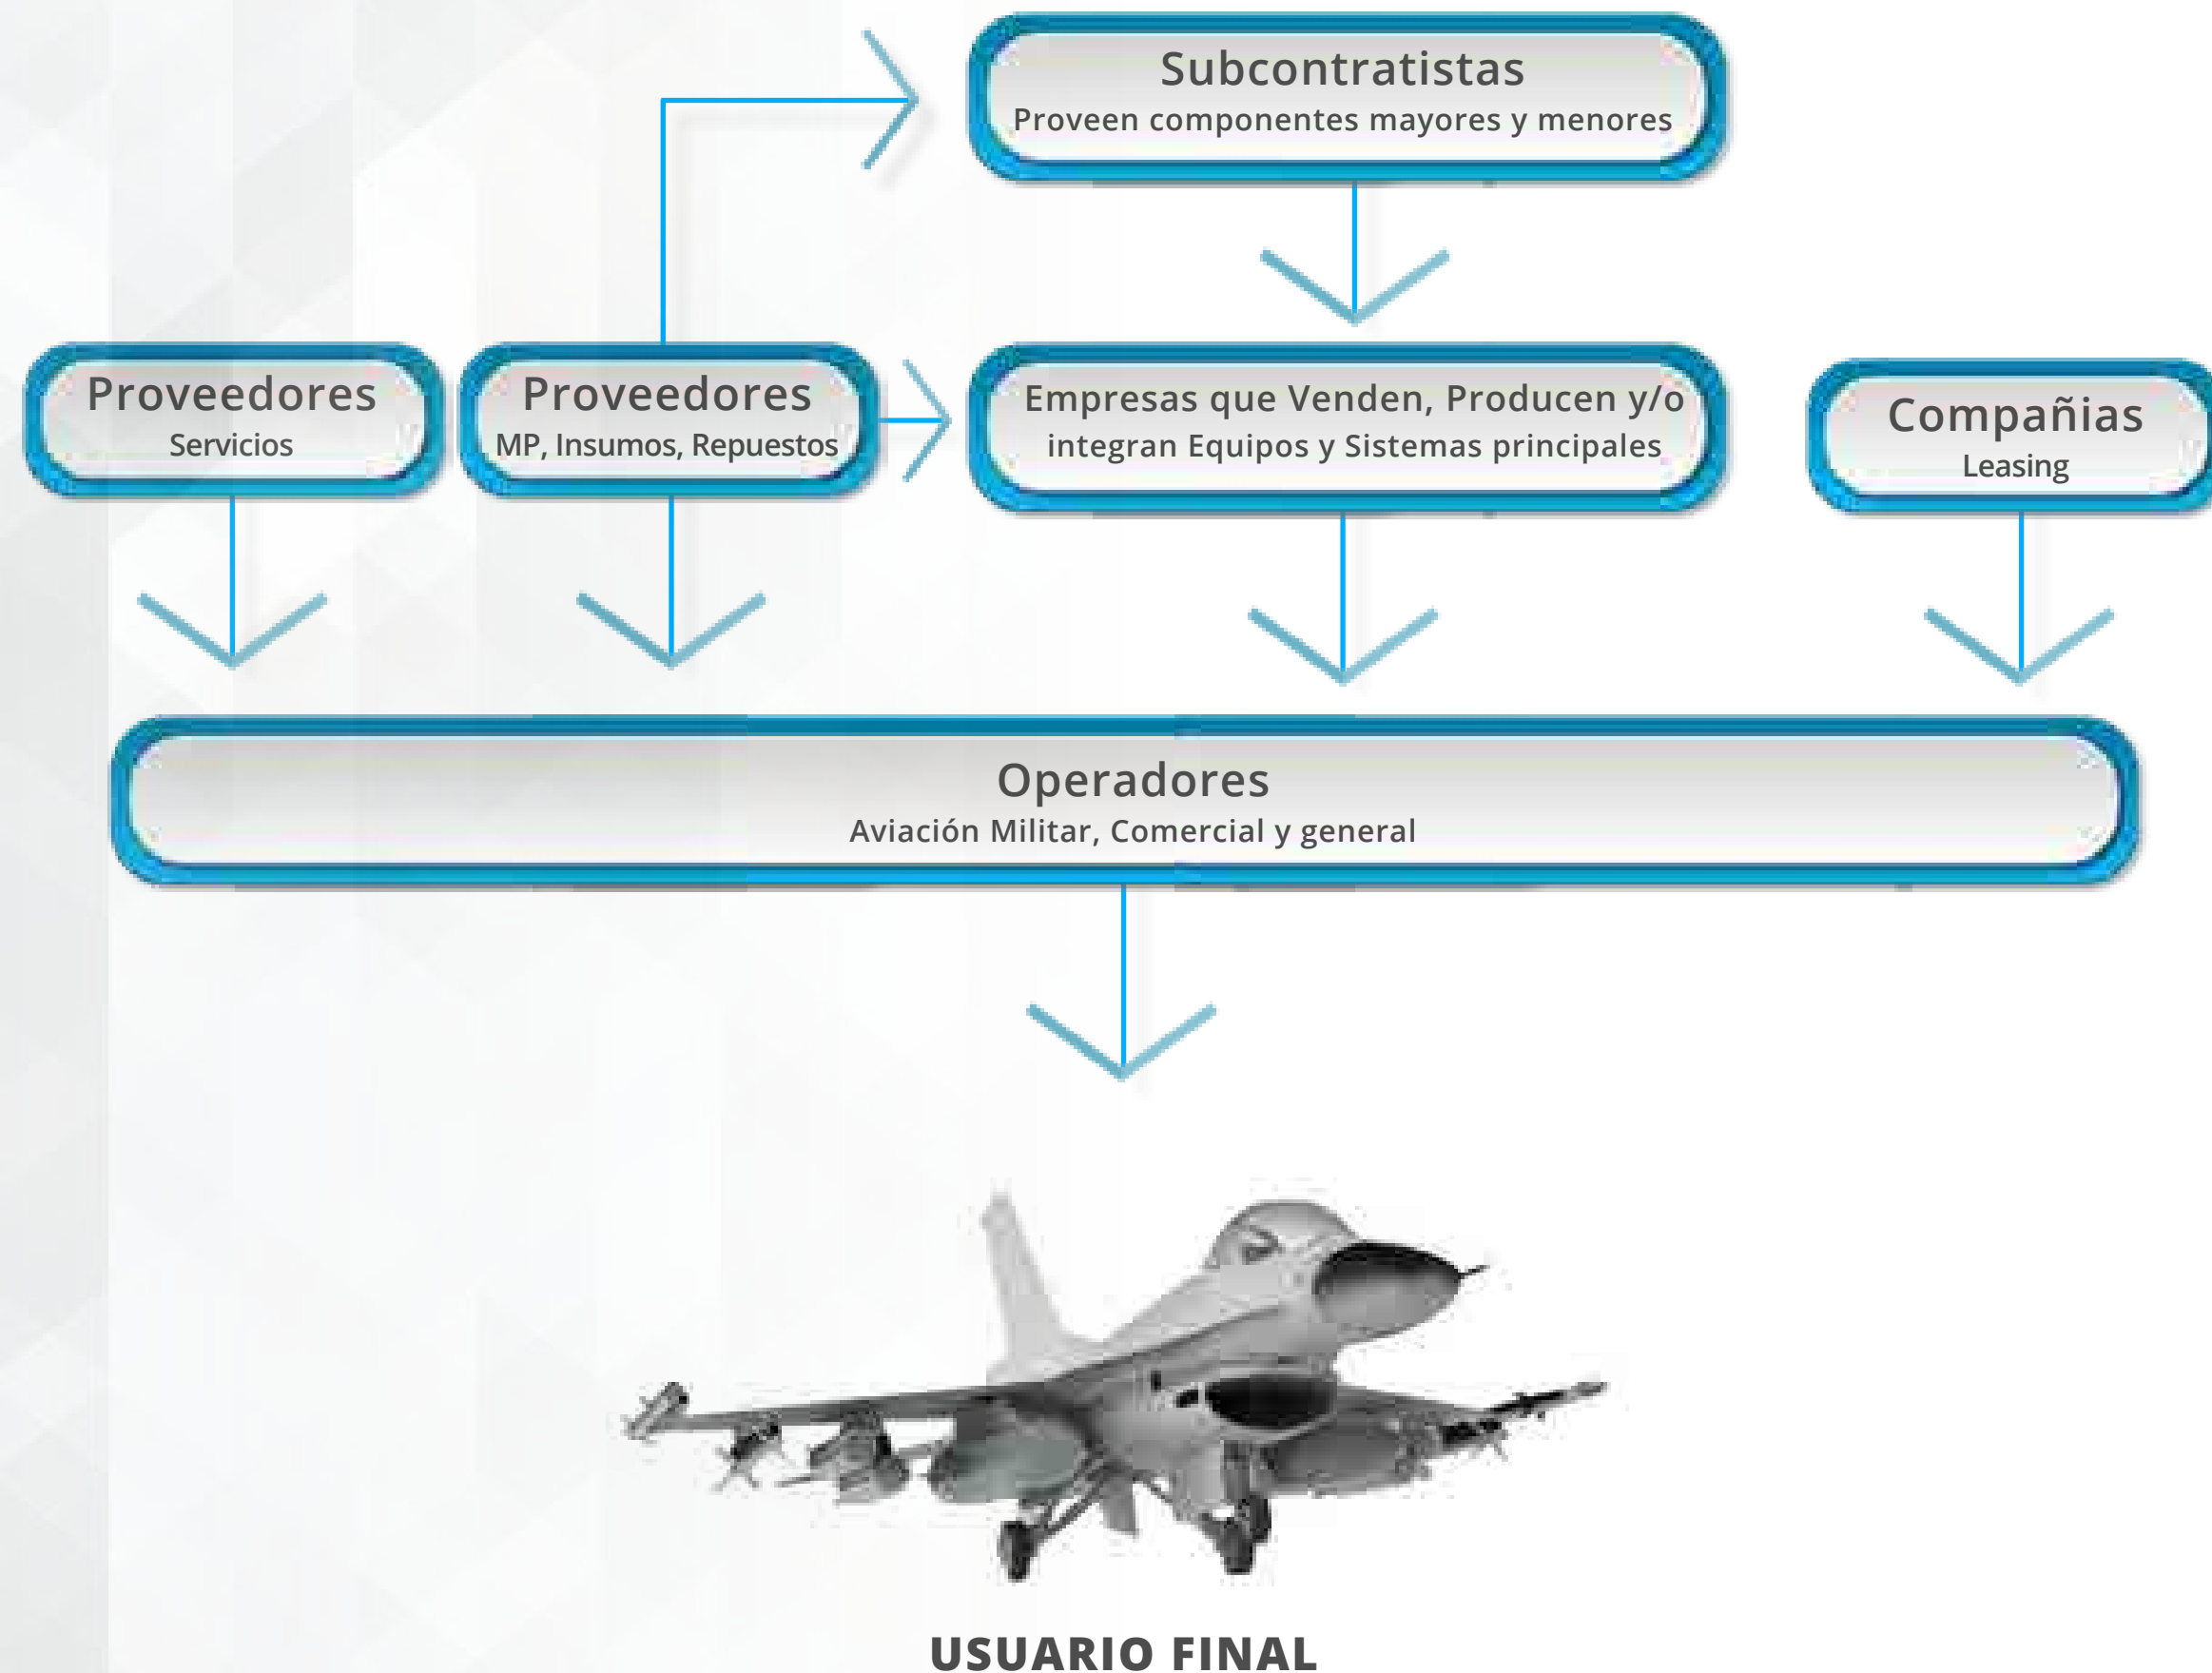 Subcontratistas
Proveen componentes mayores y menores
Proveedores
Servicios
Proveedores
MP, Insumos, Repuestos
Empresas que Venden, Producen y/o
integran Equipos y Sistemas principales
Compañias
Leasing
Operadores
Aviación Militar, Comercial y general
USUARIO FINAL